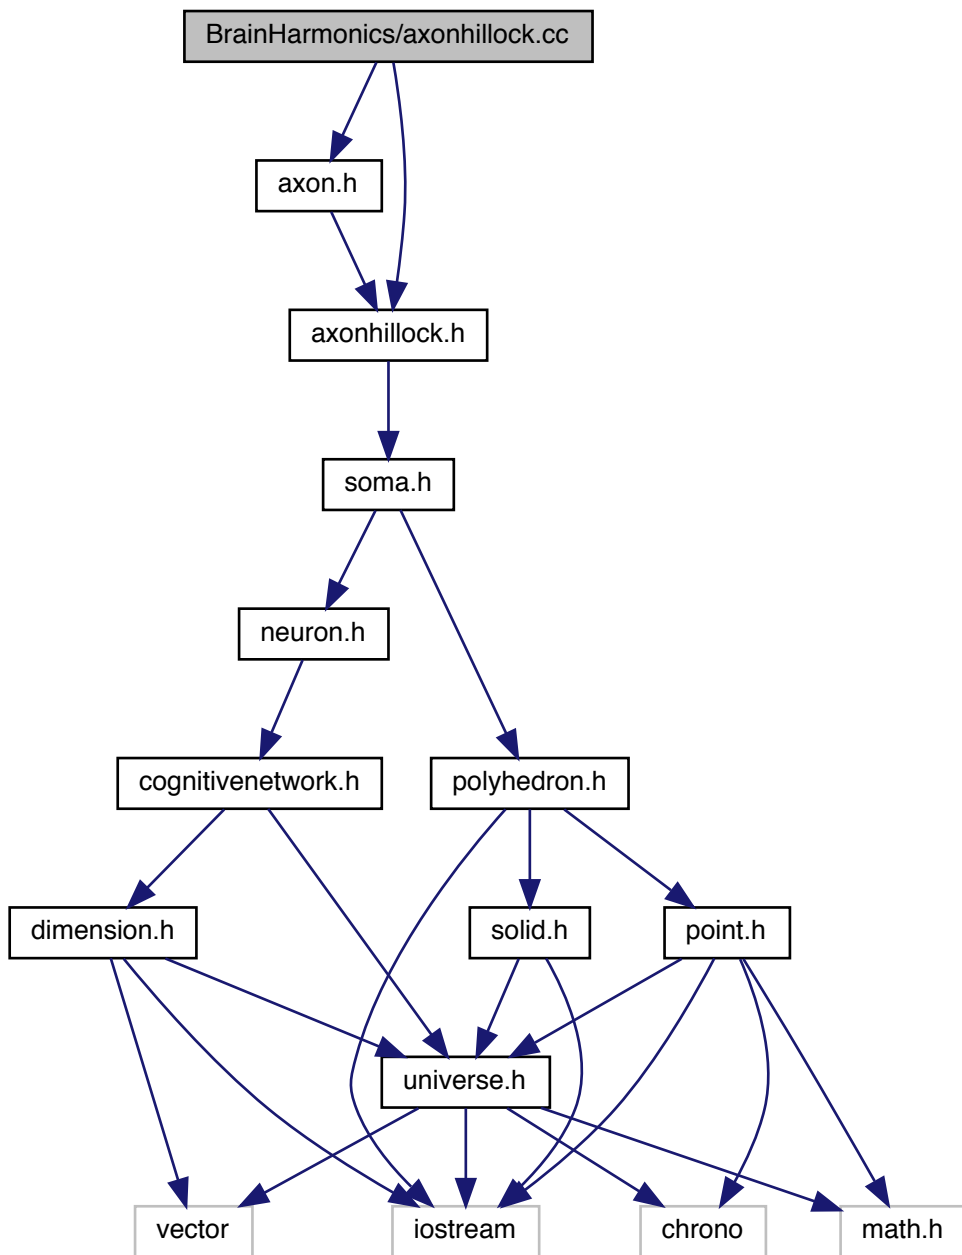 BrainHarmonics/axonhillock.cc
axon.h
axonhillock.h
soma.h
neuron.h
cognitivenetwork.h
polyhedron.h
dimension.h
solid.h
point.h
universe.h
vector
iostream
chrono
math.h